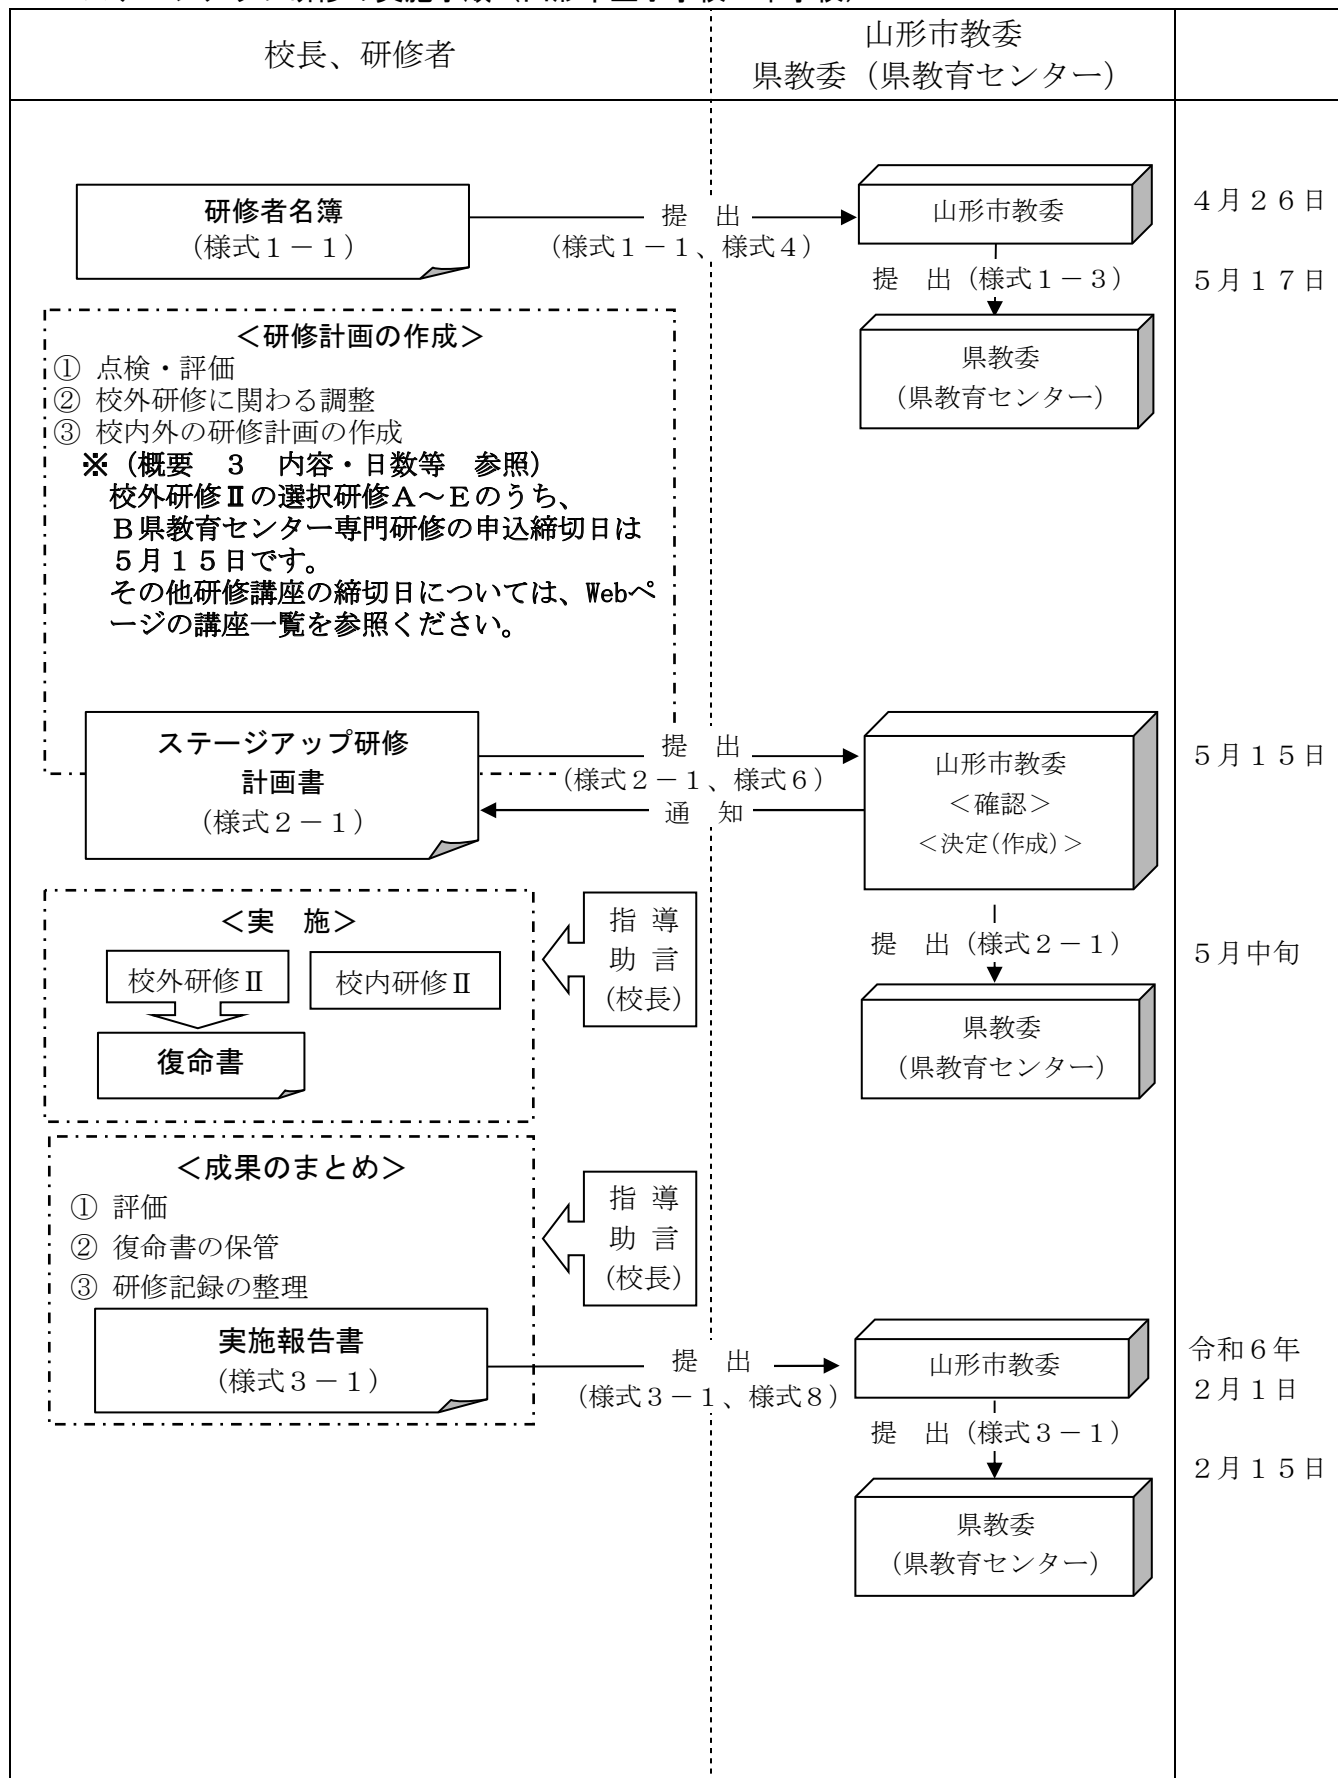 校長、研修者
山形市教委
県教委（県教育センター）
研修者名簿
（様式１－１）
提　出
（様式１－１、様式４）
山形市教委
４月２６日
提　出（様式１－３）
５月１７日
県教委
（県教育センター）
＜研修計画の作成＞
① 点検・評価
② 校外研修に関わる調整
③ 校内外の研修計画の作成
※（概要　３　内容・日数等　参照）
校外研修Ⅱの選択研修Ａ～Ｅのうち、
Ｂ県教育センター専門研修の申込締切日は
５月１５日です。
その他研修講座の締切日については、Webペ
ージの講座一覧を参照ください。
ステージアップ研修
計画書
（様式２－１）
提　出
（様式２－１、様式６）
通　知
山形市教委
＜確認＞
＜決定(作成)＞
５月１５日
提　出（様式２－１）
５月中旬
県教委
（県教育センター）
＜実　施＞
校外研修Ⅱ
校内研修Ⅱ
復命書
指 導
助 言
(校長)
＜成果のまとめ＞
① 評価
② 復命書の保管
③ 研修記録の整理
指 導
助 言
(校長)
実施報告書
（様式３－１）
提　出
（様式３－１、様式８）
山形市教委
令和６年
２月１日
提　出（様式３－１）
２月１５日
県教委
（県教育センター）